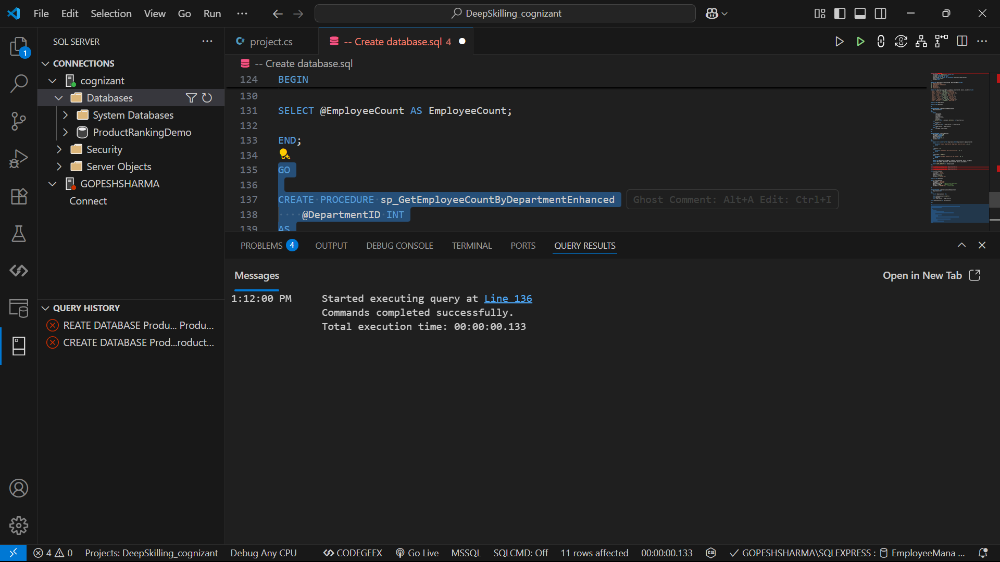 File Edit Selection View Go Run ··· DeepSkilling_cognizant
SQL SERVER ···
project.cs
-- Create database.sql 4
1
CONNECTIONS
cognizant
Databases
System Databases
ProductRankingDemo
Security
Server Objects
GOPESHSHARMA
Connect
QUERY HISTORY
REATE DATABASE Produ... Produ...
CREATE DATABASE Prod...roduct...
-- Create database.sql
124 BEGIN
130
131 SELECT @EmployeeCount AS EmployeeCount;
132
133 END;
134
135 GO
136
137 CREATE PROCEDURE sp_GetEmployeeCountByDepartmentEnhanced Ghost Comment: Alt+A Edit: Ctrl+I
138 @DepartmentID INT
139 AS
PROBLEMS 4 OUTPUT DEBUG CONSOLE TERMINAL PORTS QUERY RESULTS
Messages Open in New Tab
1:12:00 PM Started executing query at Line 136
Commands completed successfully.
Total execution time: 00:00:00.133
4 0 Projects: DeepSkilling_cognizant Debug Any CPU CODEGEEX Go Live MSSQL SQLCMD: Off 11 rows affected 00:00:00.133 GOPESHSHARMA\SQLEXPRESS : EmployeeMana ...